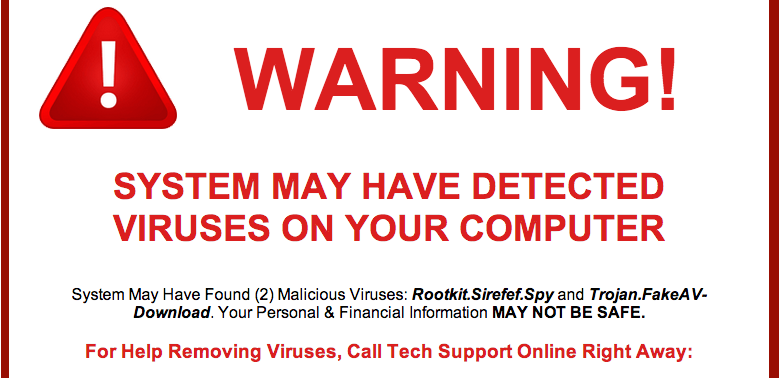 WARNING!
SYSTEM MAY HAVE DETECTED
VIRUSES ON YOUR COMPUTER
System May Have Found (2) Malicious Viruses: Rootkit.Sirefef.Spy and Trojan.FakeAV-
Download. Your Personal & Financial Information MAY NOT BE SAFE.
For Help Removing Viruses, Call Tech Support Online Right Away: